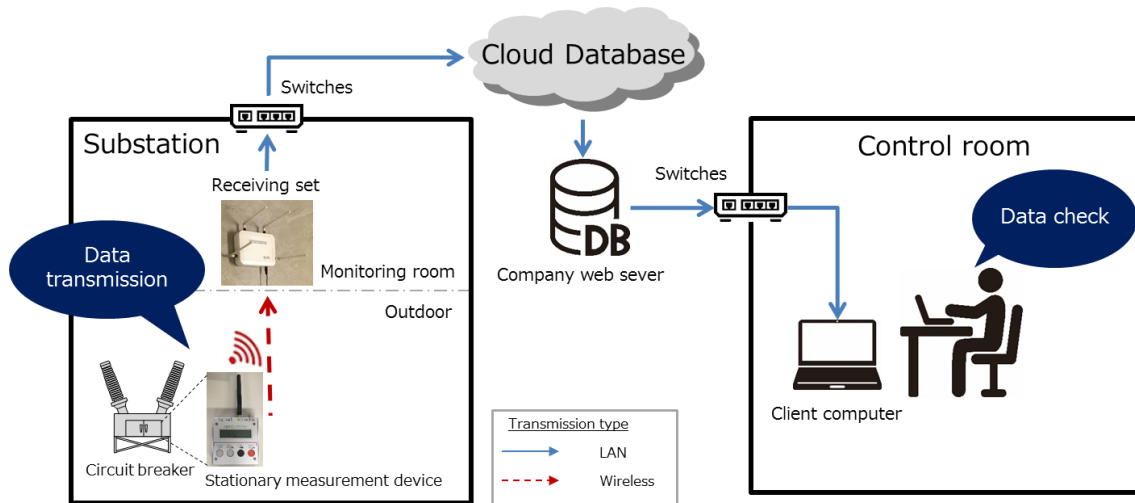 Cloud Database
Switches
Substation
Receiving set
Data
transmission
Monitoring room
Outdoor
Circuit breaker
Stationary measurement device
DB
Company web sever
Switches
Control room
Data check
Client computer
Transmission type
LAN
Wireless